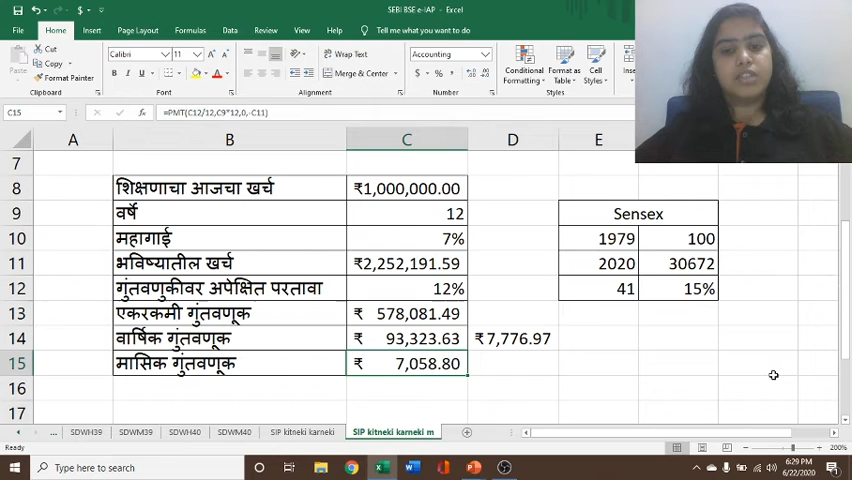 SEBI BSE e-IAP - Excel
File Home Insert Page Layout Formulas Data Review View Help Tell me what you want to do
Cut
Copy
Format Painter
Paste
Clipboard
Calibri 11
B I U
Font
Wrap Text
Merge & Center
Alignment
Accounting
$ % ,
Number
Conditional Formatting
Format as Table
Cell Styles
Styles
C15 fx =PMT(C12/12,C9*12,0,-C11)
A B C D E
7
8 शिक्षणाचा आजचा खर्च ₹1,000,000.00
9 वर्षे 12 Sensex
10 महागाई 7% 1979 100
11 भविष्यातील खर्च ₹2,252,191.59 2020 30672
12 गुंतवणुकीवर अपेक्षित परतावा 12% 41 15%
13 एकरकमी गुंतवणूक ₹ 578,081.49
14 वार्षिक गुंतवणूक ₹ 93,323.63 ₹7,776.97
15 मासिक गुंतवणूक ₹ 7,058.80
16
17
... SDWH39 SDWM39 SDWH40 SDWM40 SIP kitneki karneki SIP kitneki karneki m
Ready 200%
Type here to search
6:29 PM
6/22/2020